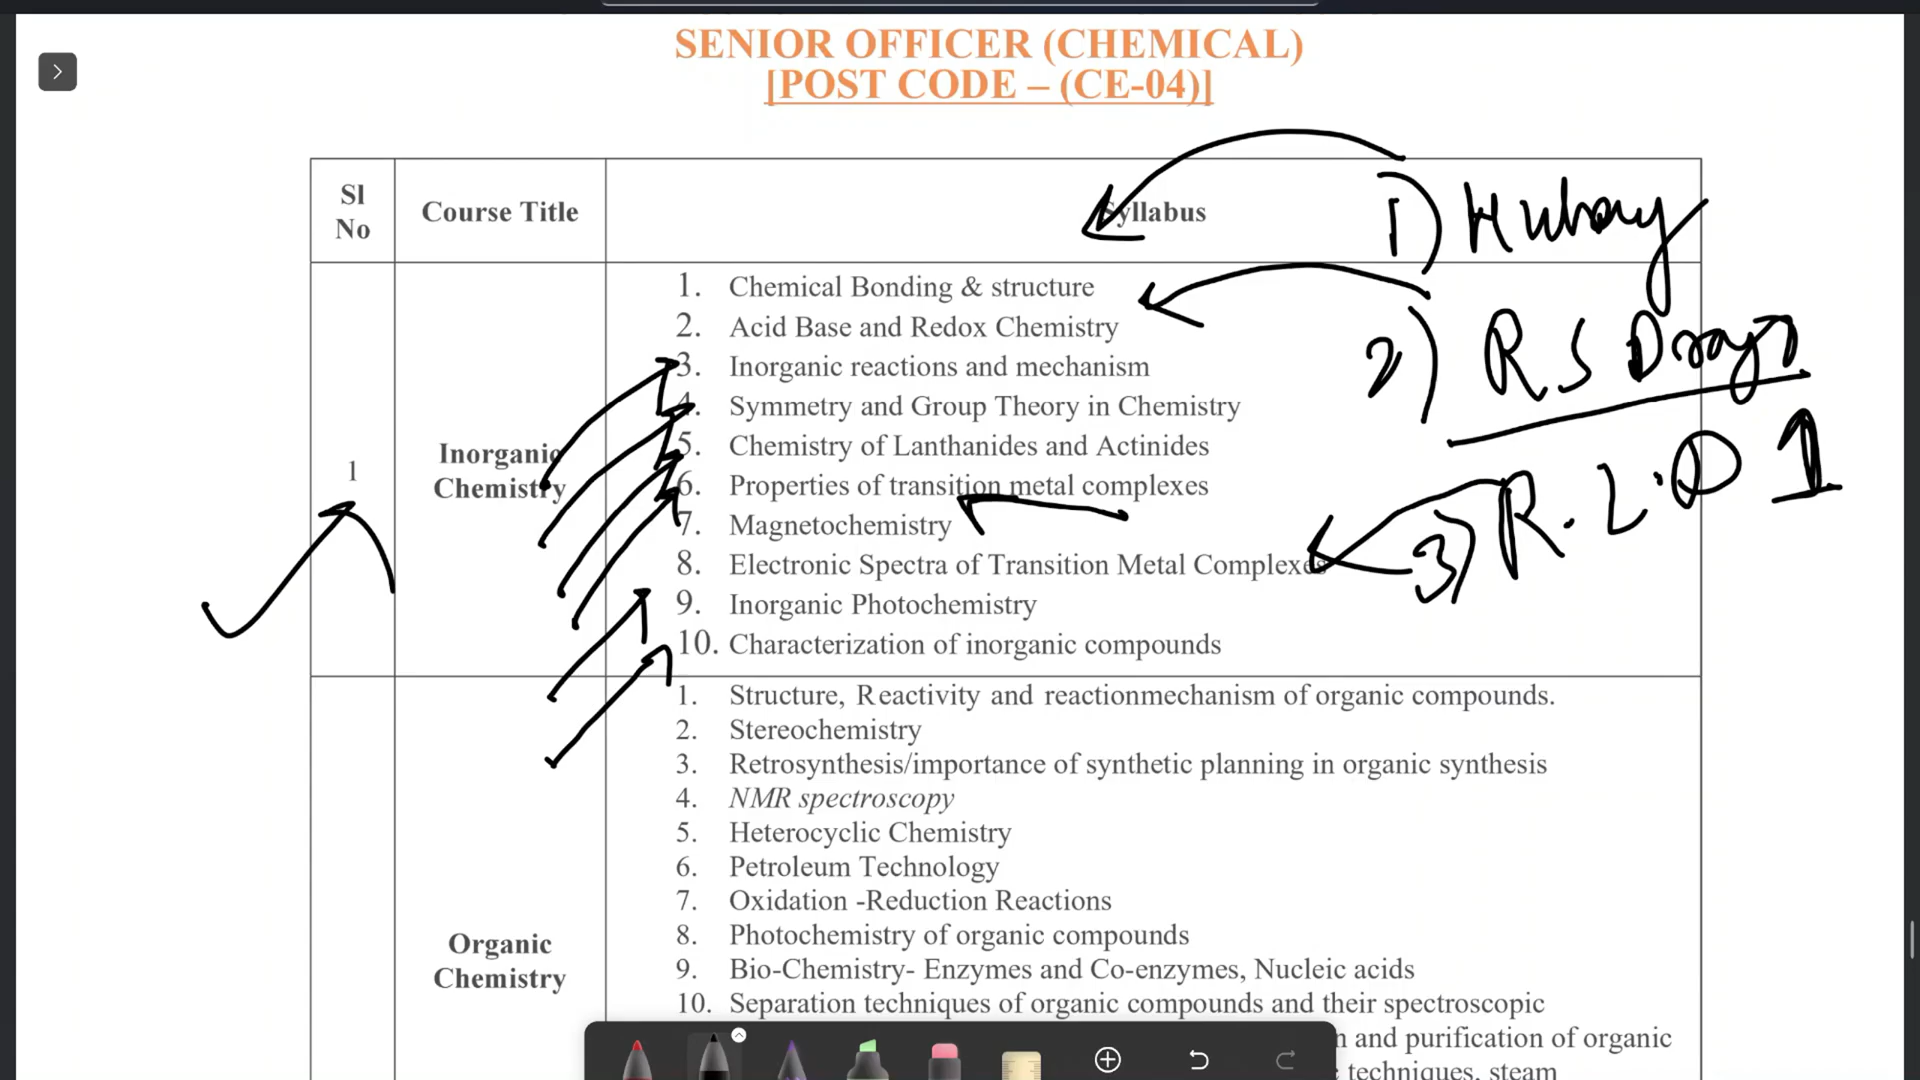 SENIOR OFFICER (CHEMICAL)
[POST CODE – (CE-04)]
Sl No
Course Title
Syllabus
1) Huheey
2) R S Drago
3) R. L. D 1
1
Inorganic Chemistry
1. Chemical Bonding & structure
2. Acid Base and Redox Chemistry
3. Inorganic reactions and mechanism
4. Symmetry and Group Theory in Chemistry
5. Chemistry of Lanthanides and Actinides
6. Properties of transition metal complexes
7. Magnetochemistry
8. Electronic Spectra of Transition Metal Complexes
9. Inorganic Photochemistry
10. Characterization of inorganic compounds
Organic Chemistry
1. Structure, Reactivity and reactionmechanism of organic compounds.
2. Stereochemistry
3. Retrosynthesis/importance of synthetic planning in organic synthesis
4. NMR spectroscopy
5. Heterocyclic Chemistry
6. Petroleum Technology
7. Oxidation -Reduction Reactions
8. Photochemistry of organic compounds
9. Bio-Chemistry- Enzymes and Co-enzymes, Nucleic acids
10. Separation techniques of organic compounds and their spectroscopic
and purification of organic
techniques, steam